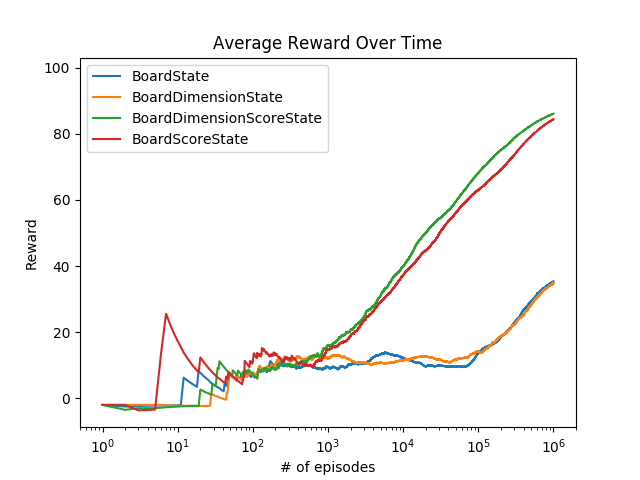 Average Reward Over Time
BoardState
BoardDimensionState
BoardDimensionScoreState
BoardScoreState
Reward
100
80
60
40
20
0
10⁰ 10¹ 10² 10³ 10⁴ 10⁵ 10⁶
# of episodes